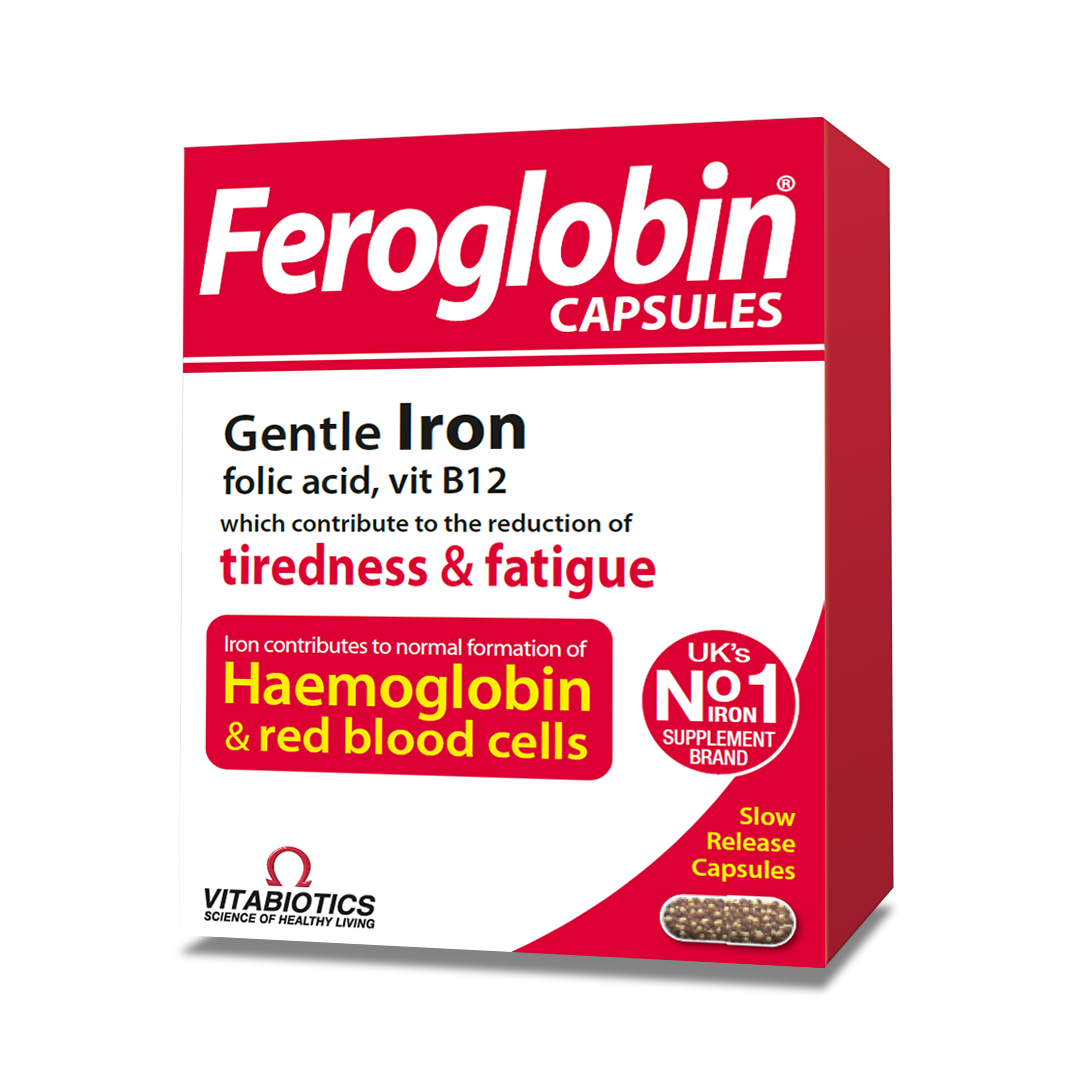 Feroglobin®
CAPSULES
Gentle Iron
folic acid, vit B12
which contribute to the reduction of
tiredness & fatigue
Iron contributes to normal formation of
Haemoglobin
& red blood cells
UK's
No1
IRON
SUPPLEMENT
BRAND
Slow
Release
Capsules
VITABIOTICS
SCIENCE OF HEALTHY LIVING